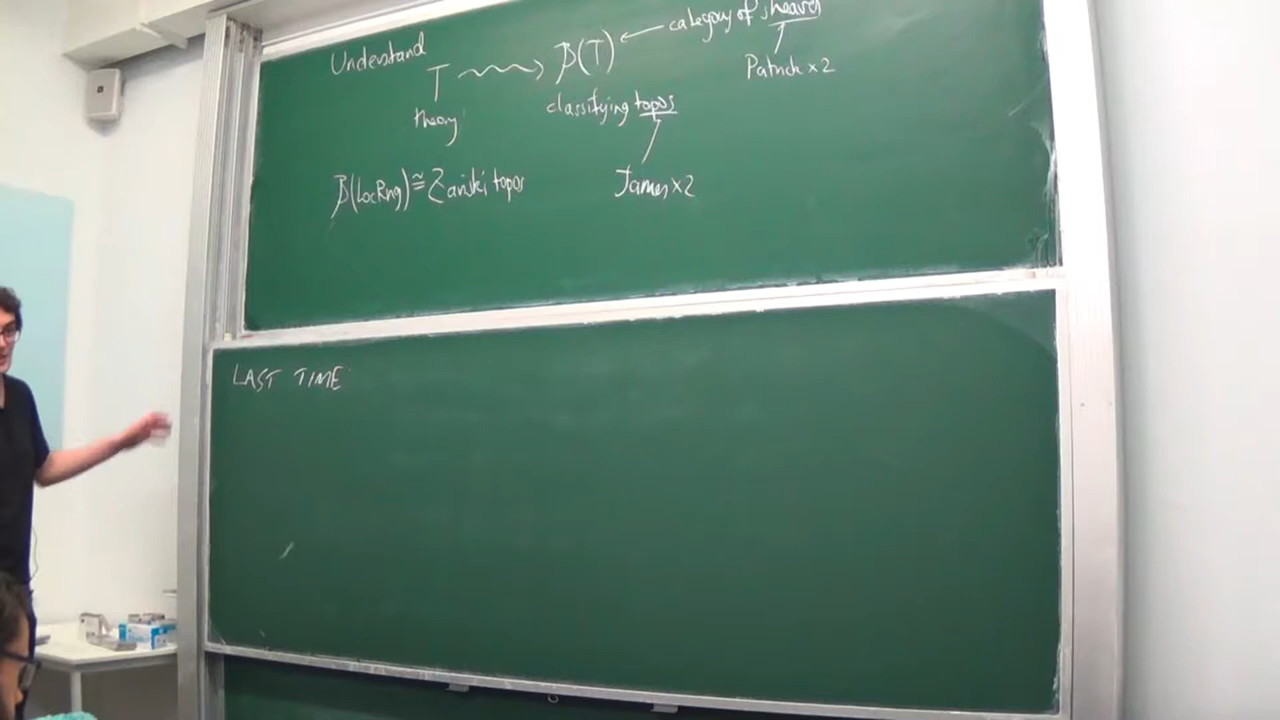 Understand
T ⇝ B(T) ← category of sheaves
theory
classifying topos
Patrick ×2
B(LocRng) ≅ Zariski topos
James ×2
LAST TIME